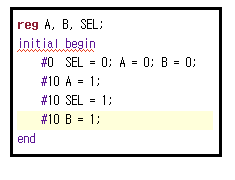 reg A, B, SEL;
initial begin
#0 SEL = 0; A = 0; B = 0;
#10 A = 1;
#10 SEL = 1;
#10 B = 1;
end